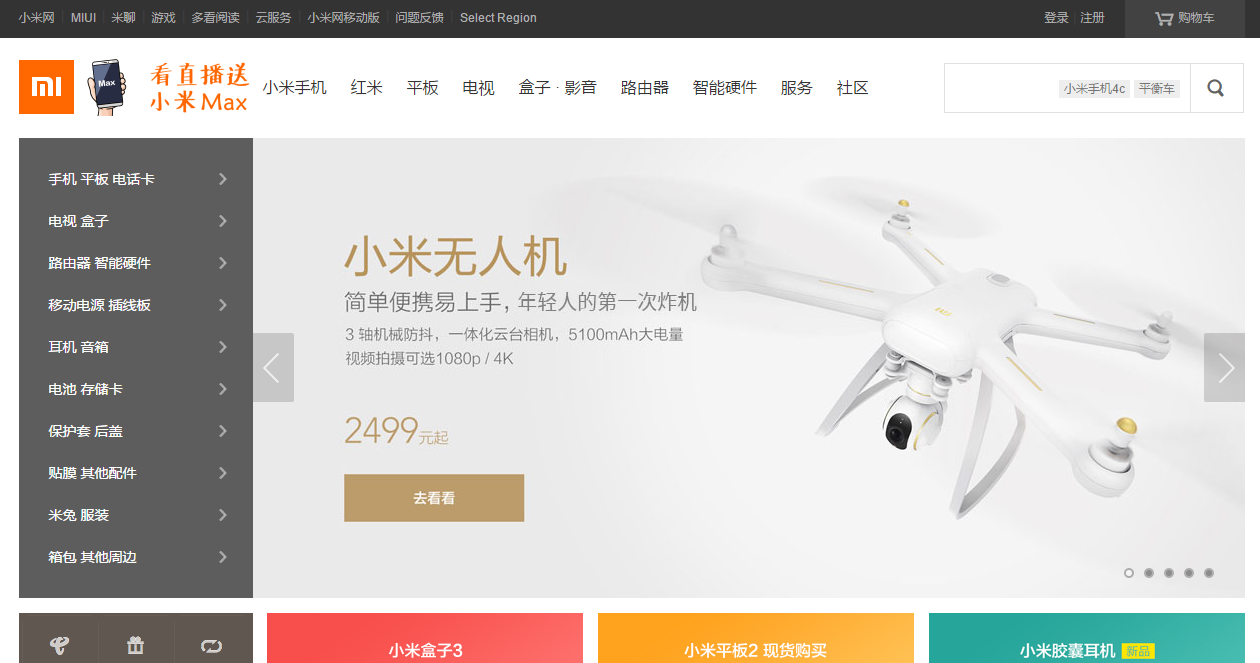 小米网 MIUI 米聊 游戏 多看阅读 云服务 小米网移动版 问题反馈 Select Region 登录 注册 购物车
Max
看直播送
小米Max
小米手机 红米 平板 电视 盒子 · 影音 路由器 智能硬件 服务 社区
小米手机4c 平衡车
手机 平板 电话卡
电视 盒子
路由器 智能硬件
移动电源 插线板
耳机 音箱
电池 存储卡
保护套 后盖
贴膜 其他配件
米兔 服装
箱包 其他周边
小米无人机
简单便携易上手，年轻人的第一次炸机
3 轴机械防抖，一体化云台相机，5100mAh大电量
视频拍摄可选1080p / 4K
2499元起
去看看
小米盒子3
小米平板2 现货购买
小米胶囊耳机 新品